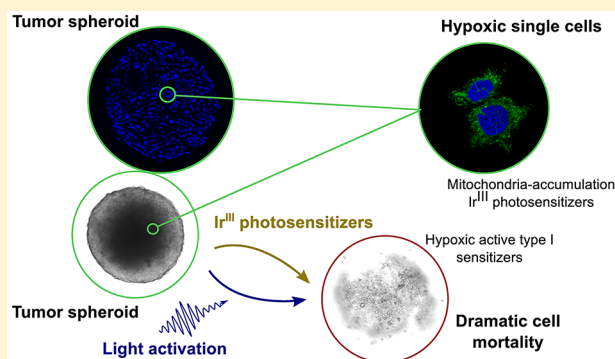 Tumor spheroid
Hypoxic single cells
Mitochondria-accumulation
Ir^III photosensitizers
Ir^III photosensitizers
Hypoxic active type I
sensitizers
Tumor spheroid
Light activation
Dramatic cell
mortality